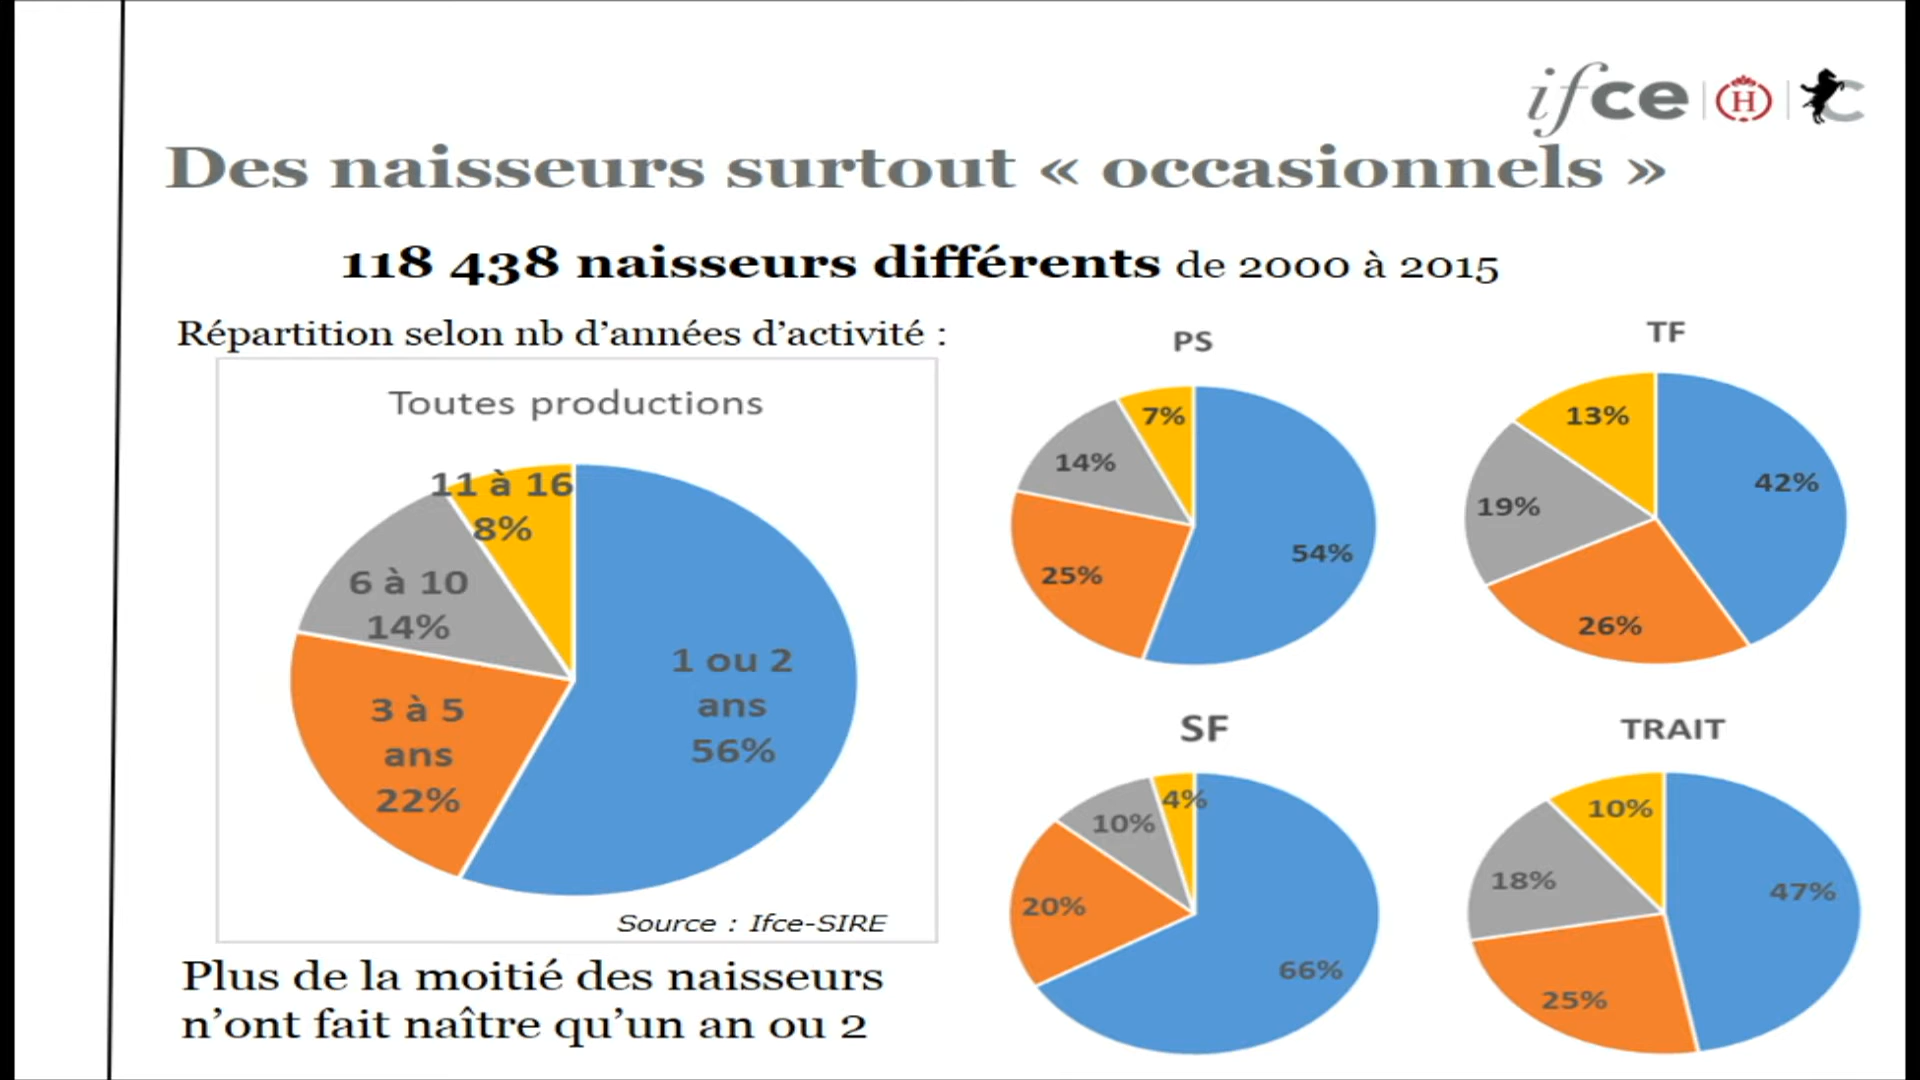 ifce
H
Des naisseurs surtout « occasionnels »
118 438 naisseurs différents de 2000 à 2015
Répartition selon nb d'années d'activité :
Toutes productions
11 à 16
8%
6 à 10
14%
3 à 5
ans
22%
1 ou 2
ans
56%
Source : Ifce-SIRE
Plus de la moitié des naisseurs
n'ont fait naître qu'un an ou 2
PS
7%
14%
25%
54%
TF
13%
19%
26%
42%
SF
4%
10%
20%
66%
TRAIT
10%
18%
25%
47%